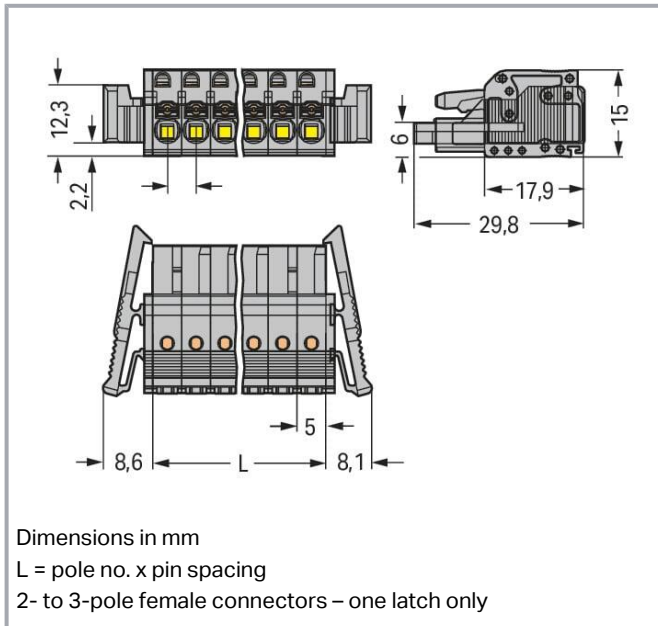 12,3
2,2
6
15
17,9
29,8
5
8,6
L
8,1
Dimensions in mm
L = pole no. x pin spacing
2- to 3-pole female connectors – one latch only